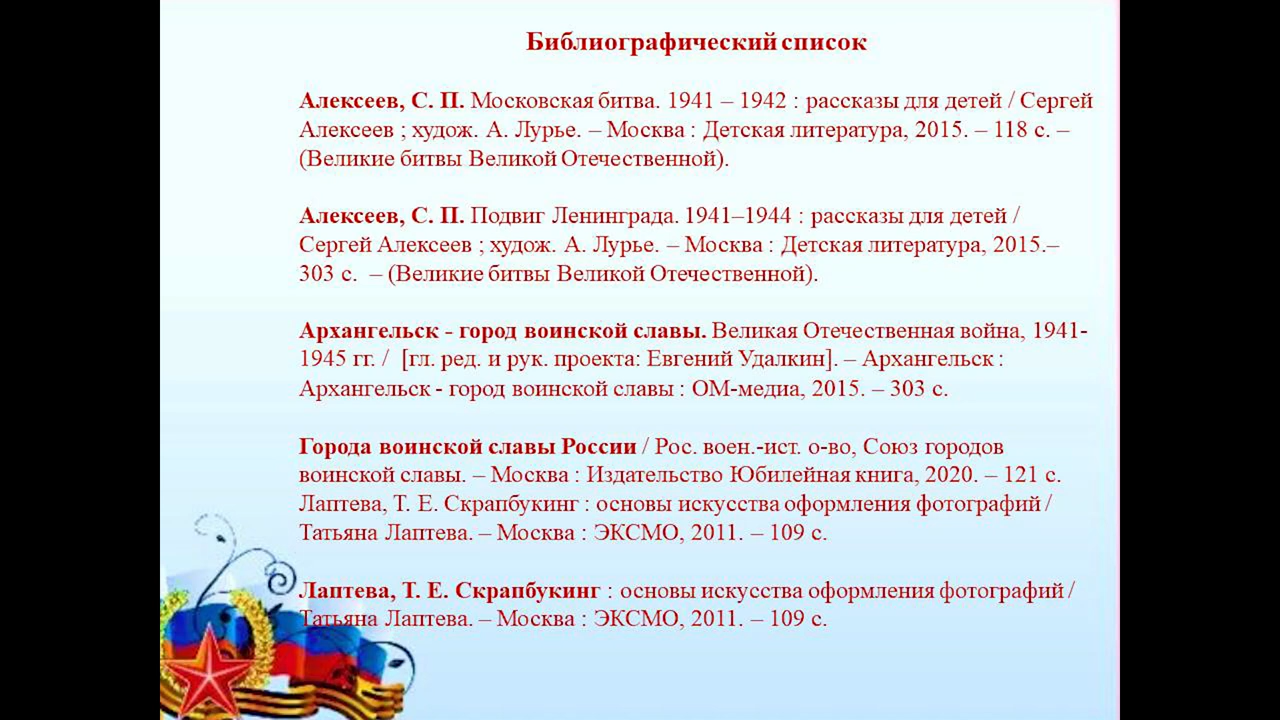 Библиографический список
Алексеев, С. П. Московская битва. 1941 – 1942 : рассказы для детей / Сергей
Алексеев ; худож. А. Лурье. – Москва : Детская литература, 2015. – 118 с. –
(Великие битвы Великой Отечественной).
Алексеев, С. П. Подвиг Ленинграда. 1941–1944 : рассказы для детей /
Сергей Алексеев ; худож. А. Лурье. – Москва : Детская литература, 2015.–
303 с. – (Великие битвы Великой Отечественной).
Архангельск - город воинской славы. Великая Отечественная война, 1941-
1945 гг. / [гл. ред. и рук. проекта: Евгений Удалкин]. – Архангельск :
Архангельск - город воинской славы : ОМ-медиа, 2015. – 303 с.
Города воинской славы России / Рос. воен.-ист. о-во, Союз городов
воинской славы. – Москва : Издательство Юбилейная книга, 2020. – 121 с.
Лаптева, Т. Е. Скрапбукинг : основы искусства оформления фотографий /
Татьяна Лаптева. – Москва : ЭКСМО, 2011. – 109 с.
Лаптева, Т. Е. Скрапбукинг : основы искусства оформления фотографий /
Татьяна Лаптева. – Москва : ЭКСМО, 2011. – 109 с.